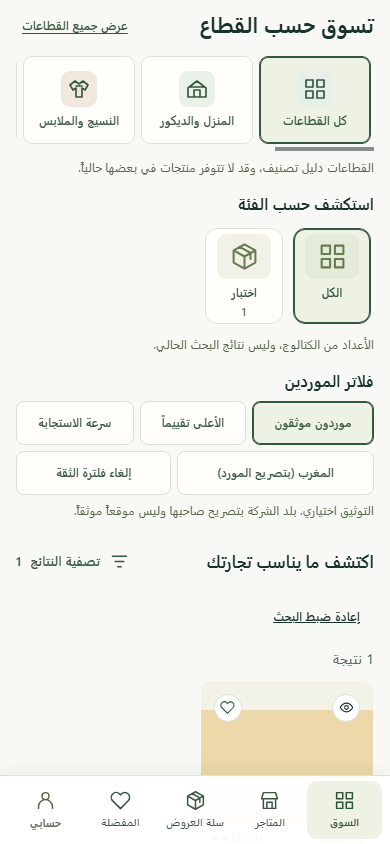 تسوق حسب القطاع
عرض جميع القطاعات
كل القطاعات
المنزل والديكور
النسيج والملابس
القطاعات دليل تصنيف، وقد لا تتوفر منتجات في بعضها حالياً.
استكشف حسب الفئة
الكل
اختبار
1
الأعداد من الكتالوج، وليس نتائج البحث الحالي.
فلاتر الموردين
موردون موثقون
الأعلى تقييماً
سرعة الاستجابة
المغرب (بتصريح المورد)
إلغاء فلترة الثقة
التوثيق اختياري. بلد الشركة بتصريح صاحبها وليس موقعاً موثقاً.
اكتشف ما يناسب تجارتك
تصفية النتائج 1
إعادة ضبط البحث
1 نتيجة
السوق
المتاجر
سلة العروض
المفضلة
حسابي